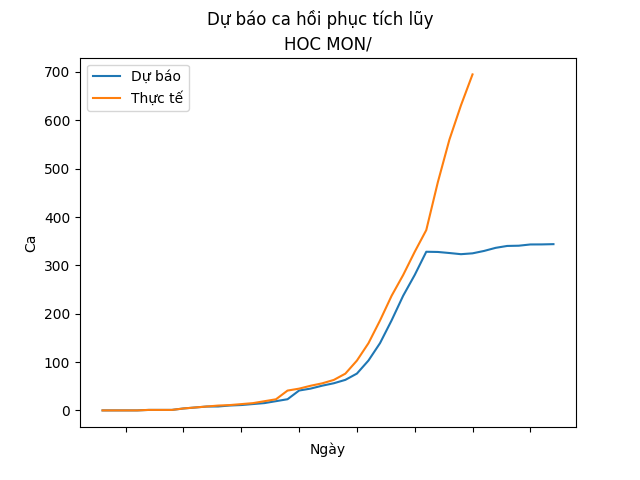 Dự báo ca hồi phục tích lũy
HOC MON/
Dự báo
Thực tế
700
600
500
400
300
200
100
0
Ca
Ngày